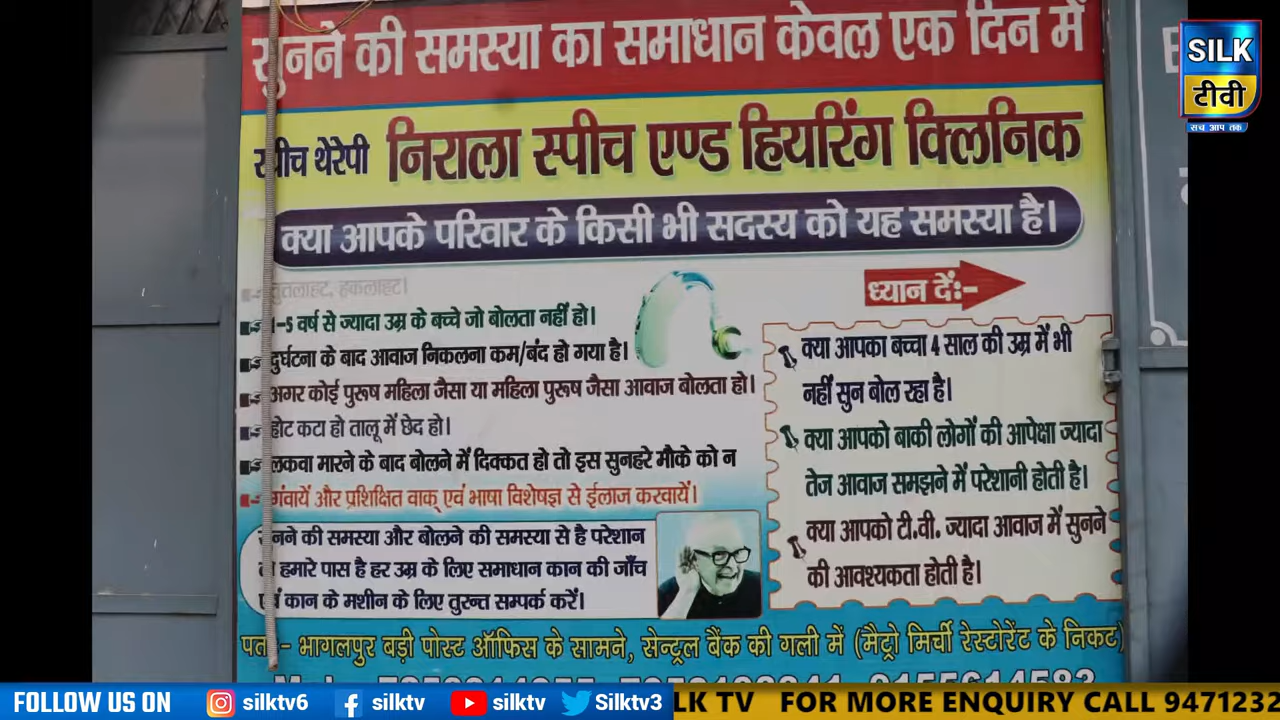 सुनने की समस्या का समाधान केवल एक दिन में
SILK
टीवी
सच आप तक
स्पीच थेरेपी निराला स्पीच एण्ड हियरिंग क्लिनिक
क्या आपके परिवार के किसी भी सदस्य को यह समस्या है।
तुतलाहट, हकलाहट।
1-5 वर्ष से ज्यादा उम्र के बच्चे जो बोलता नहीं हो।
दुर्घटना के बाद आवाज निकलना कम/बंद हो गया है।
अगर कोई पुरूष महिला जैसा या महिला पुरूष जैसा आवाज बोलता हो।
होट कटा हो तालू में छेद हो।
लकवा मारने के बाद बोलने में दिक्कत हो तो इस सुनहरे मौके को न
गंवायें और प्रशिक्षित वाक् एवं भाषा विशेषज्ञ से ईलाज करवायें।
सुनने की समस्या और बोलने की समस्या से है परेशान
तो हमारे पास है हर उम्र के लिए समाधान कान की जाँच
एवं कान के मशीन के लिए तुरन्त सम्पर्क करें।
ध्यान दें:-
क्या आपका बच्चा 4 साल की उम्र में भी
नहीं सुन बोल रहा है।
क्या आपको बाकी लोगों की आपेक्षा ज्यादा
तेज आवाज समझने में परेशानी होती है।
क्या आपको टी.वी. ज्यादा आवाज में सुनने
की आवश्यकता होती है।
पता:- भागलपुर बड़ी पोस्ट ऑफिस के सामने, सेन्ट्रल बैंक की गली में (मैट्रो मिर्ची रेस्टोरेंट के निकट)
FOLLOW US ON silktv6 silktv silktv Silktv3 LK TV FOR MORE ENQUIRY CALL 9471232